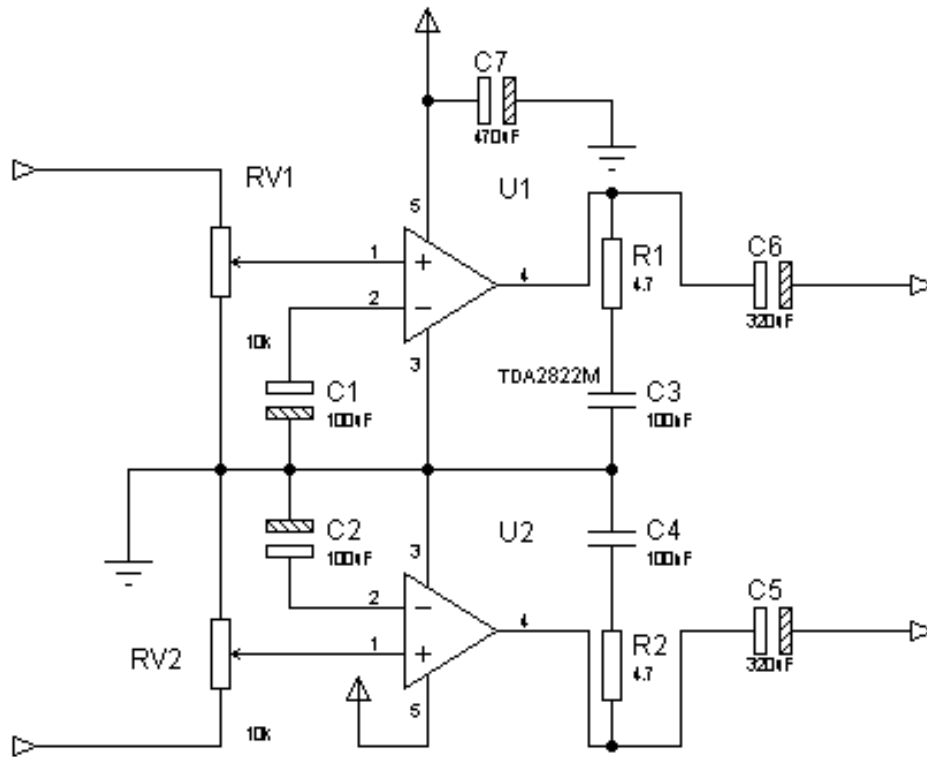 C7
470uF
RV1
U1
5
1
+
4
R1
4.7
C6
320uF
2
−
10k
3
TDA2822M
C1
100uF
C3
100nF
C2
100uF
U2
C4
100nF
3
2
−
4
C5
320uF
RV2
1
+
R2
4.7
5
10k